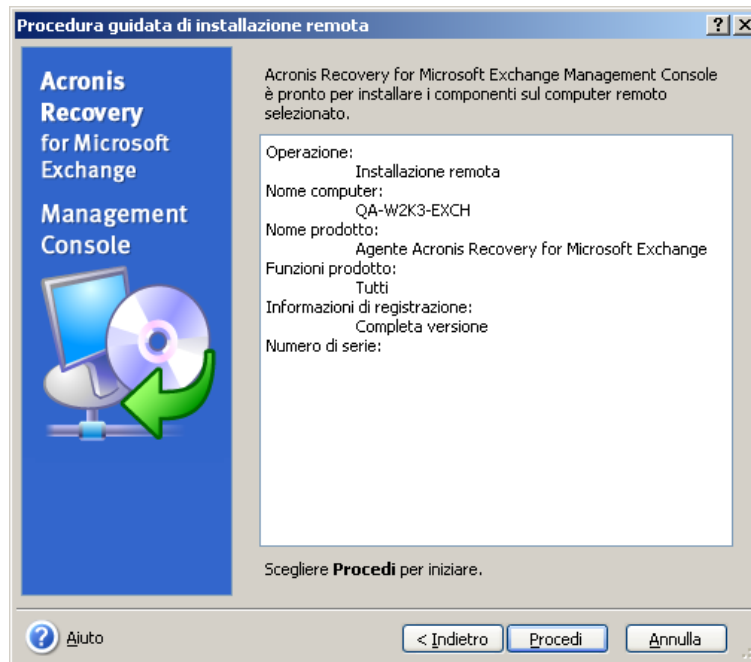 Procedura guidata di installazione remota
Acronis
Recovery
for Microsoft
Exchange
Management
Console
Acronis Recovery for Microsoft Exchange Management Console
è pronto per installare i componenti sul computer remoto
selezionato.
Operazione:
Installazione remota
Nome computer:
QA-W2K3-EXCH
Nome prodotto:
Agente Acronis Recovery for Microsoft Exchange
Funzioni prodotto:
Tutti
Informazioni di registrazione:
Completa versione
Numero di serie:
Scegliere Procedi per iniziare.
Aiuto
< Indietro
Procedi
Annulla